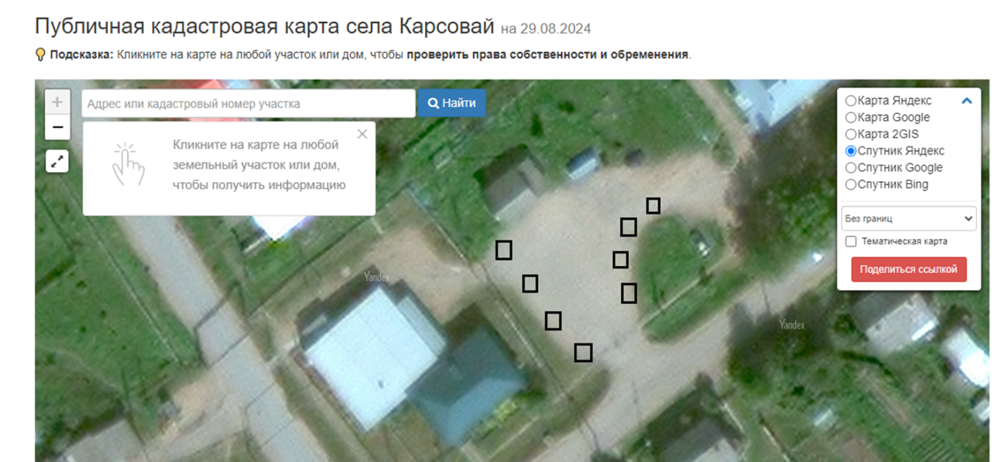 Публичная кадастровая карта села Карсовай на 29.08.2024
Подсказка: Кликните на карте на любой участок или дом, чтобы проверить права собственности и обременения.
Адрес или кадастровый номер участка
Найти
Кликните на карте на любой
земельный участок или дом,
чтобы получить информацию
Карта Яндекс
Карта Google
Карта 2GIS
Спутник Яндекс
Спутник Google
Спутник Bing
Без границ
Тематическая карта
Поделиться ссылкой
Yandex
Yandex